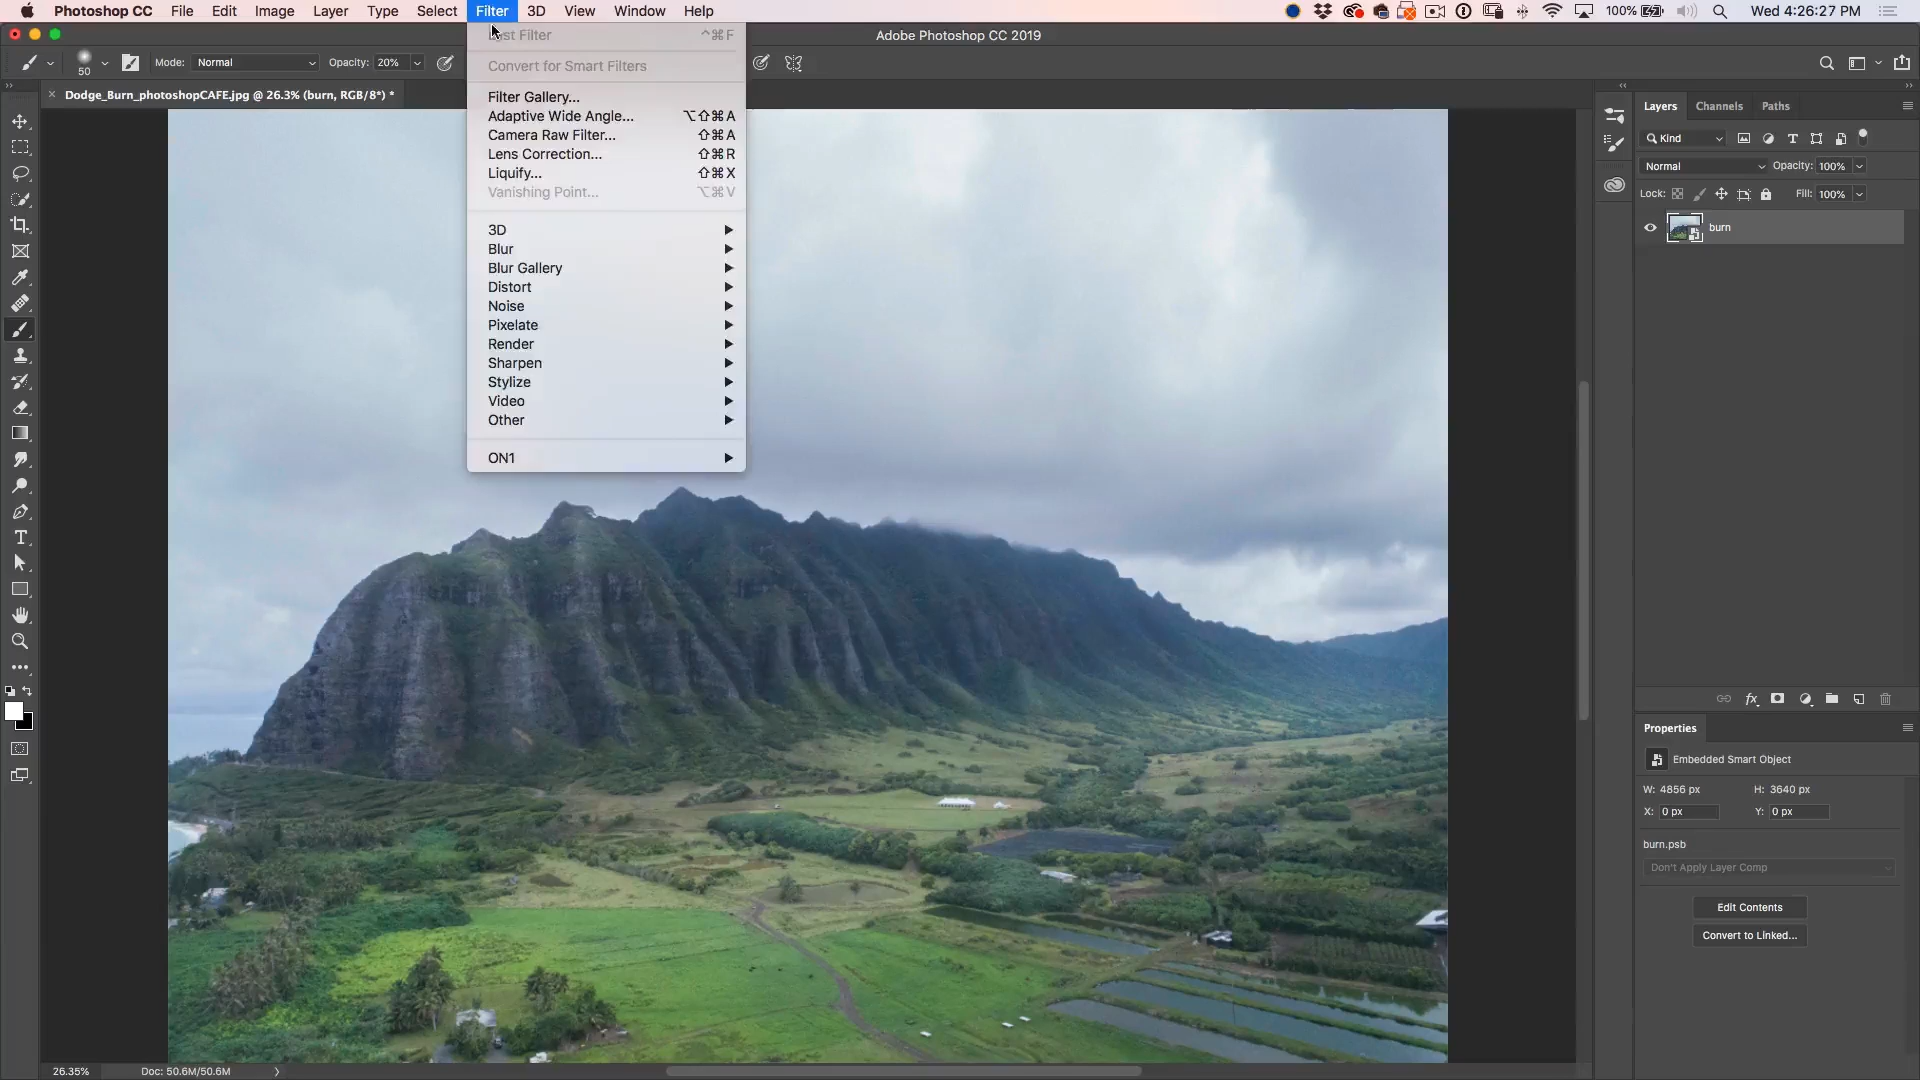 Photoshop CC File Edit Image Layer Type Select Filter 3D View Window Help 100% Wed 4:26:27 PM
Adobe Photoshop CC 2019
50 Mode: Normal Opacity: 20%
× Dodge_Burn_photoshopCAFE.jpg @ 26.3% (burn, RGB/8*) *
Filter ^⌘F
Convert for Smart Filters
Filter Gallery...
Adaptive Wide Angle... ⌥⇧⌘A
Camera Raw Filter... ⇧⌘A
Lens Correction... ⇧⌘R
Liquify... ⇧⌘X
Vanishing Point... ⌥⌘V
3D
Blur
Blur Gallery
Distort
Noise
Pixelate
Render
Sharpen
Stylize
Video
Other
ON1
Layers Channels Paths
Kind
Normal Opacity: 100%
Lock: Fill: 100%
burn
Properties
Embedded Smart Object
W: 4856 px H: 3640 px
X: 0 px Y: 0 px
burn.psb
Don't Apply Layer Comp
Edit Contents
Convert to Linked...
26.35% Doc: 50.6M/50.6M